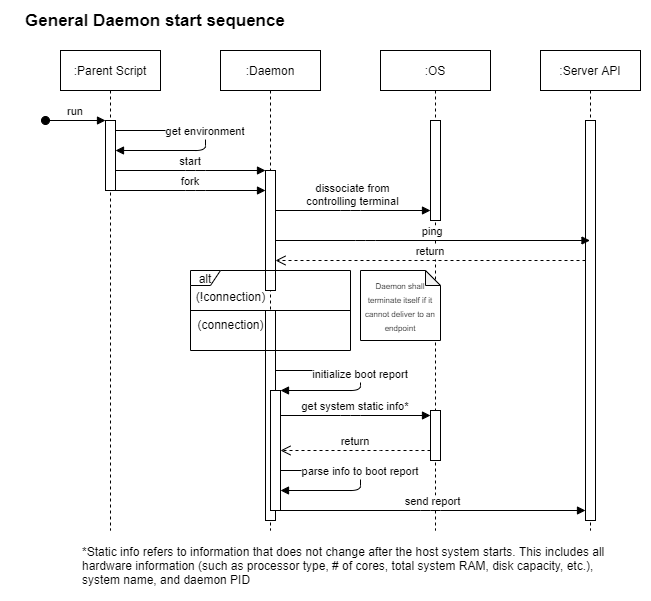 General Daemon start sequence
:Parent Script
:Daemon
:OS
:Server API
run
get environment
start
fork
dissociate from
controlling terminal
ping
return
alt
(!connection)
(connection)
Daemon shall
terminate itself if it
cannot deliver to an
endpoint
initialize boot report
get system static info*
return
parse info to boot report
send report
*Static info refers to information that does not change after the host system starts. This includes all
hardware information (such as processor type, # of cores, total system RAM, disk capacity, etc.),
system name, and daemon PID